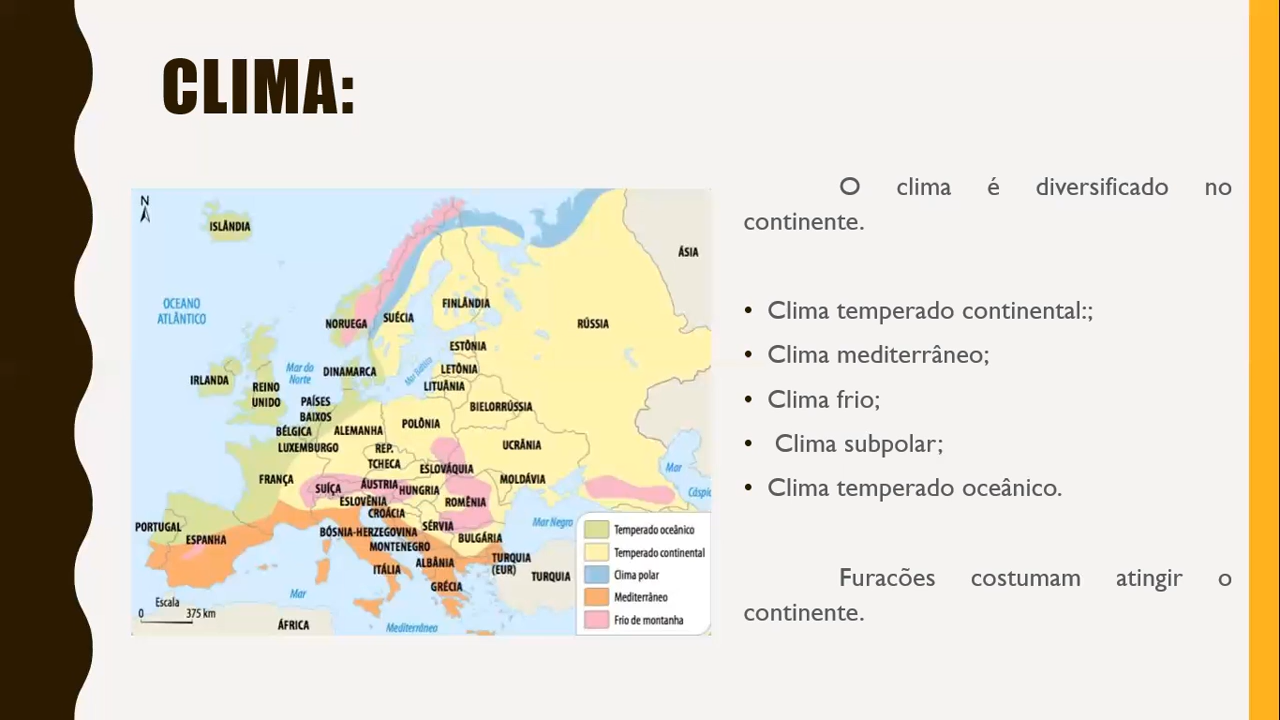 CLIMA:
N
ISLÂNDIA
ÁSIA
OCEANO
ATLÂNTICO
FINLÂNDIA
NORUEGA
SUÉCIA
RÚSSIA
ESTÔNIA
Mar do
Norte
DINAMARCA
Mar Báltico
LETÔNIA
LITUÂNIA
IRLANDA
REINO
UNIDO
PAÍSES
BAIXOS
BIELORRÚSSIA
BÉLGICA
ALEMANHA
POLÔNIA
LUXEMBURGO
REP.
TCHECA
UCRÂNIA
ESLOVÁQUIA
FRANÇA
SUÍÇA
ÁUSTRIA
HUNGRIA
MOLDÁVIA
Mar
Cáspio
ESLOVÊNIA
ROMÊNIA
CROÁCIA
PORTUGAL
ESPANHA
SÉRVIA
Mar Negro
BÓSNIA-HERZEGOVINA
BULGÁRIA
MONTENEGRO
ITÁLIA
ALBÂNIA
TURQUIA
(EUR)
TURQUIA
GRÉCIA
Mar
Mediterrâneo
ÁFRICA
Escala
0 375 km
Temperado oceânico
Temperado continental
Clima polar
Mediterrâneo
Frio de montanha
O clima é diversificado no
continente.
• Clima temperado continental:;
• Clima mediterrâneo;
• Clima frio;
• Clima subpolar;
• Clima temperado oceânico.
Furacões costumam atingir o
continente.